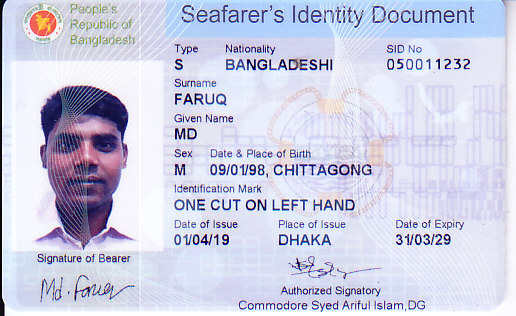 People's
Republic of
Bangladesh
Seafarer's Identity Document
Type Nationality SID No
S BANGLADESHI 050011232
Surname
FARUQ
Given Name
MD
Sex Date & Place of Birth
M 09/01/98, CHITTAGONG
Identification Mark
ONE CUT ON LEFT HAND
Date of Issue Place of Issue Date of Expiry
01/04/19 DHAKA 31/03/29
Signature of Bearer
Md. Faruq
Authorized Signatory
Commodore Syed Ariful Islam,DG